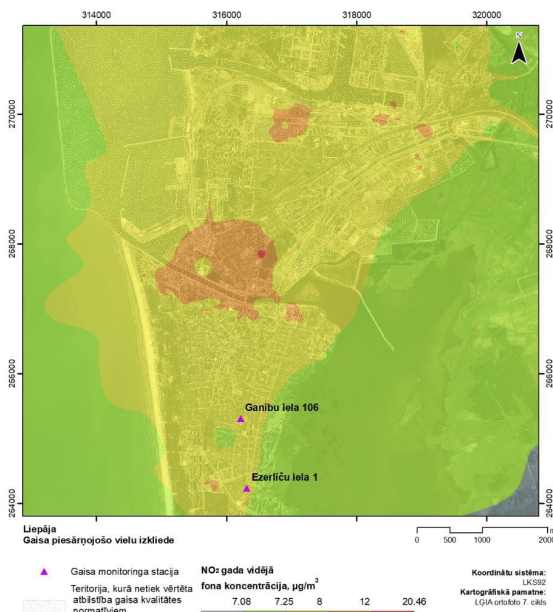 314000 316000 318000 320000
N
270000 270000
268000 268000
266000 266000
Ganību iela 106
Ezerlīču iela 1
264000 264000
Liepāja
Gaisa piesārņojošo vielu izkliede
0 500 1000 2000
m
Gaisa monitoringa stacija
Teritorija, kurā netiek vērtēta
atbilstība gaisa kvalitātes
normatīviem
NO2 gada vidējā
fona koncentrācija, µg/m3
7.08 7.25 8 12 20.46
Koordinātu sistēma:
LKS92
Kartogrāfiskā pamatne:
LĢIA ortofoto 7. cikls